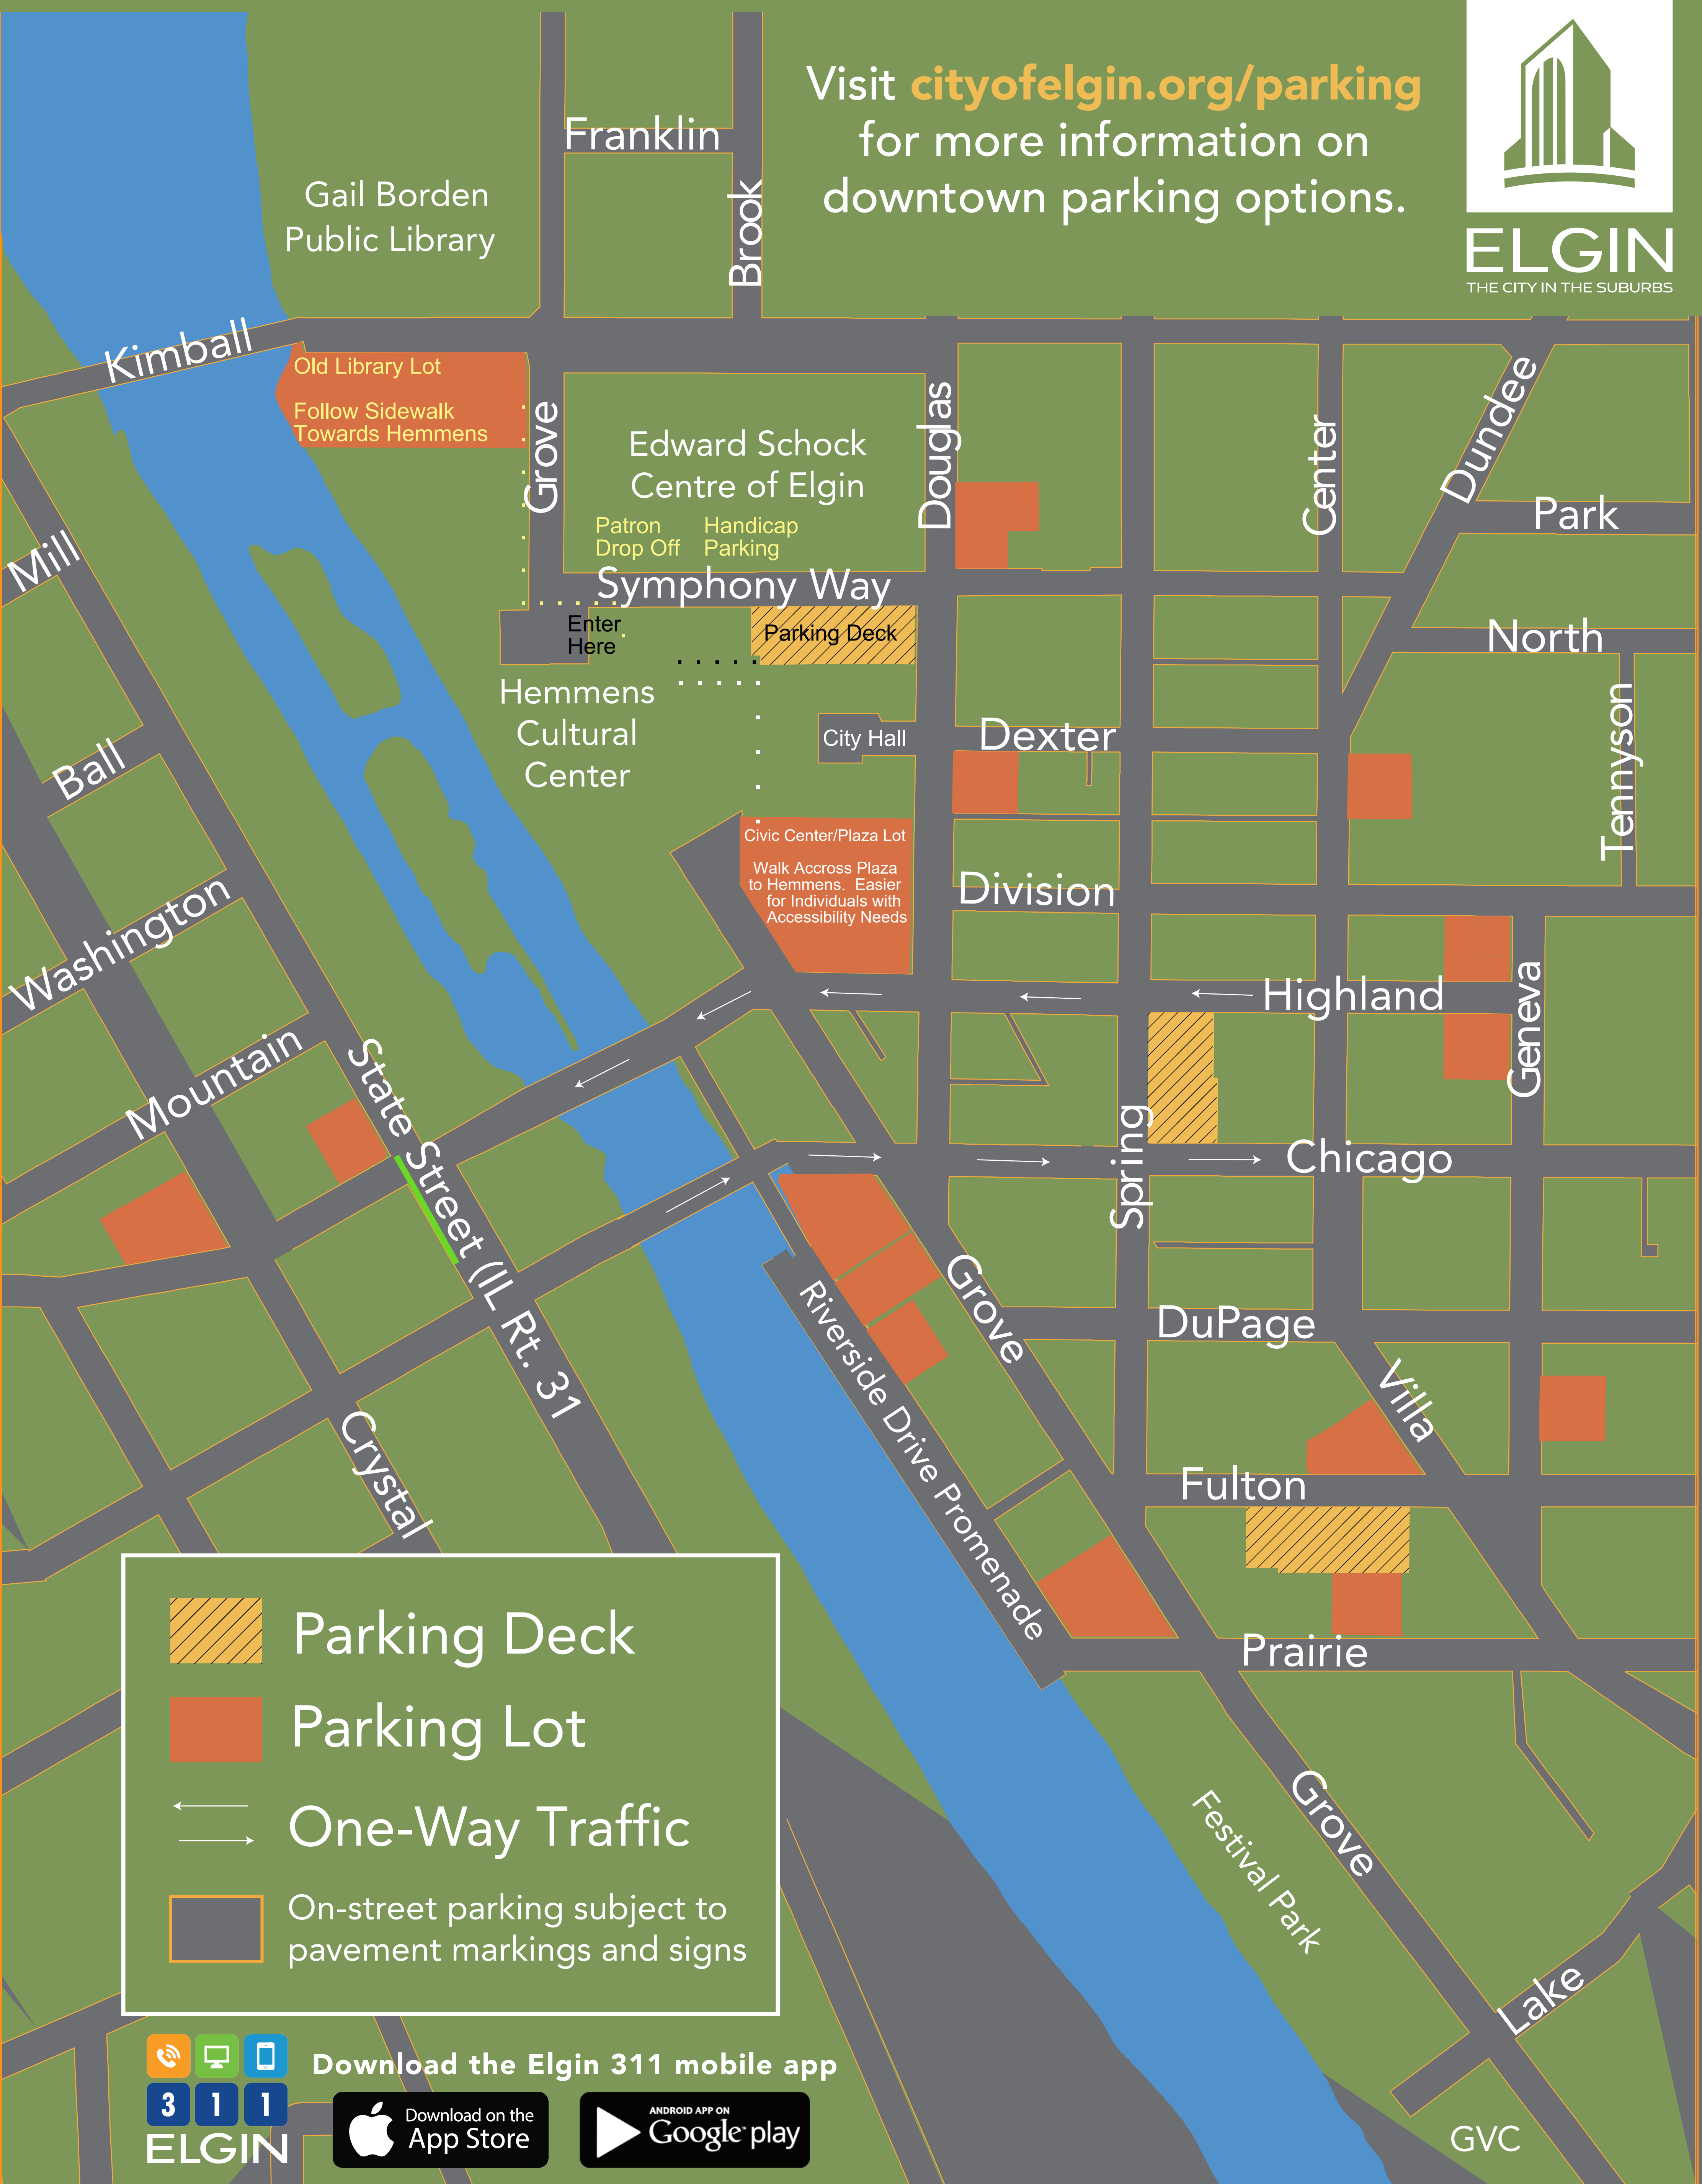 Visit cityofelgin.org/parking
for more information on
downtown parking options.
ELGIN
THE CITY IN THE SUBURBS
Franklin
Brook
Gail Borden
Public Library
Kimball
Old Library Lot
Follow Sidewalk
Towards Hemmens
Grove
Edward Schock
Centre of Elgin
Patron
Drop Off
Handicap
Parking
Douglas
Center
Dundee
Park
Symphony Way
Enter
Here
Parking Deck
North
Mill
Hemmens
Cultural
Center
City Hall
Dexter
Tennyson
Ball
Civic Center/Plaza Lot
Walk Accross Plaza
to Hemmens. Easier
for Individuals with
Accessibility Needs
Division
Washington
Highland
Geneva
Mountain
State Street (IL Rt. 31
Spring
Chicago
Grove
Riverside Drive Promenade
DuPage
Villa
Crystal
Fulton
Prairie
Parking Deck
Parking Lot
One-Way Traffic
On-street parking subject to
pavement markings and signs
Grove
Festival Park
Lake
GVC
311
ELGIN
Download the Elgin 311 mobile app
Download on the
App Store
ANDROID APP ON
Google play